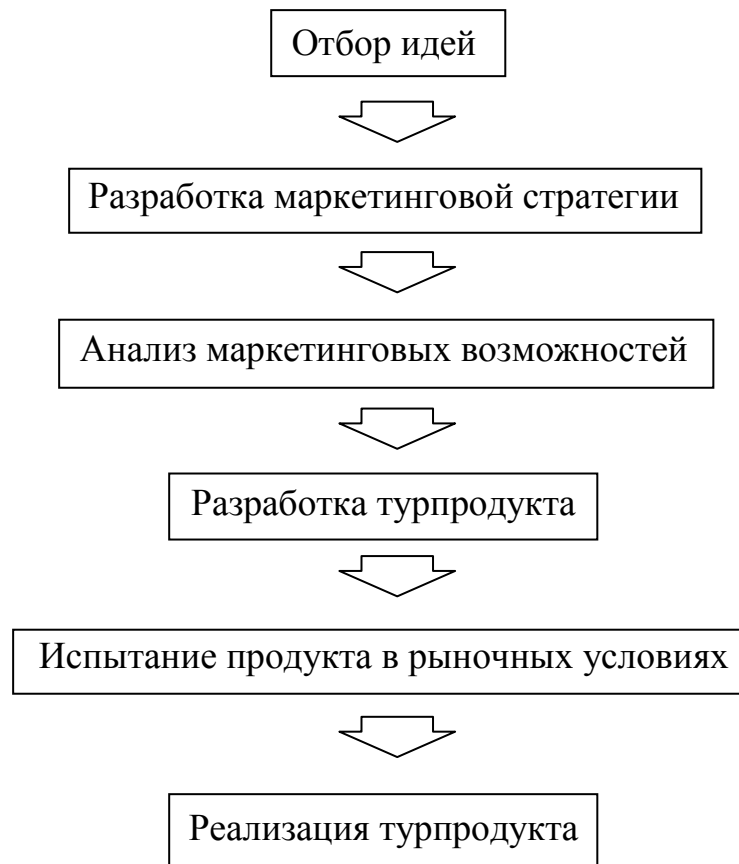 Отбор идей
Разработка маркетинговой стратегии
Анализ маркетинговых возможностей
Разработка турпродукта
Испытание продукта в рыночных условиях
Реализация турпродукта